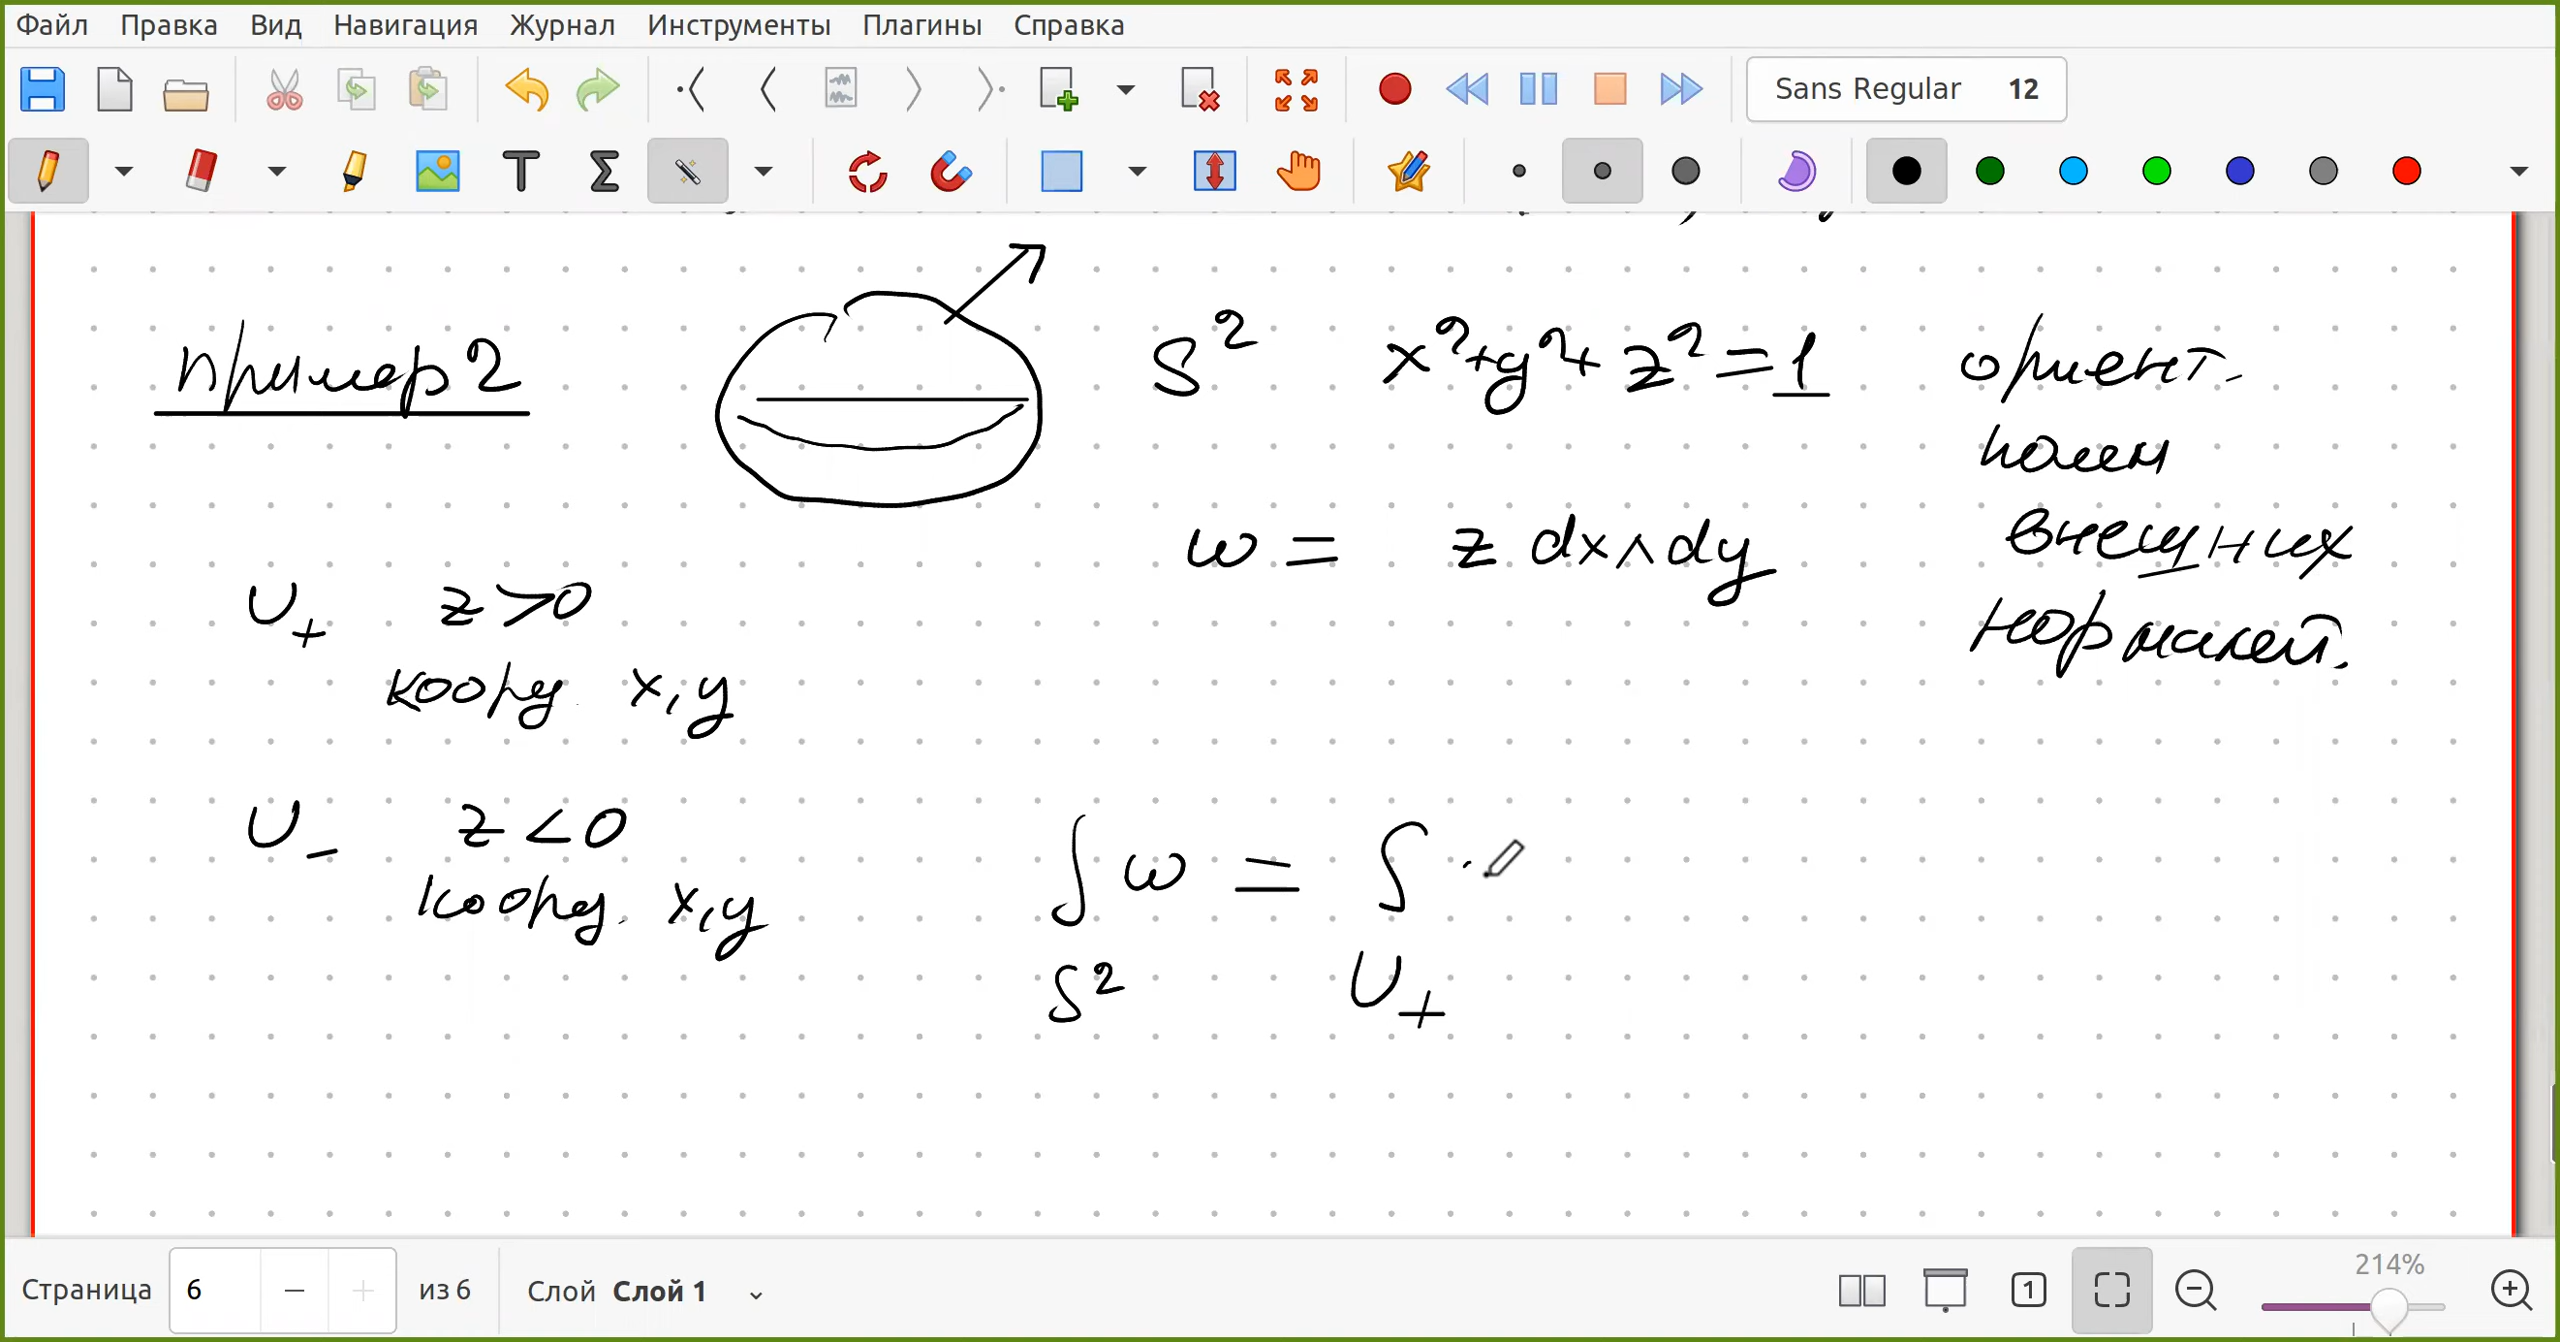 Файл Правка Вид Навигация Журнал Инструменты Плагины Справка
Sans Regular 12
Пример 2
S² x²+y²+z²=1 ориент.
полем
внешних
нормалей.
ω = z dx∧dy
U₊ z>0
коорд. x,y
U₋ z<0
коорд. x,y
∫ ω = ∫
S² U₊
Страница 6 из 6 Слой Слой 1
1
214%